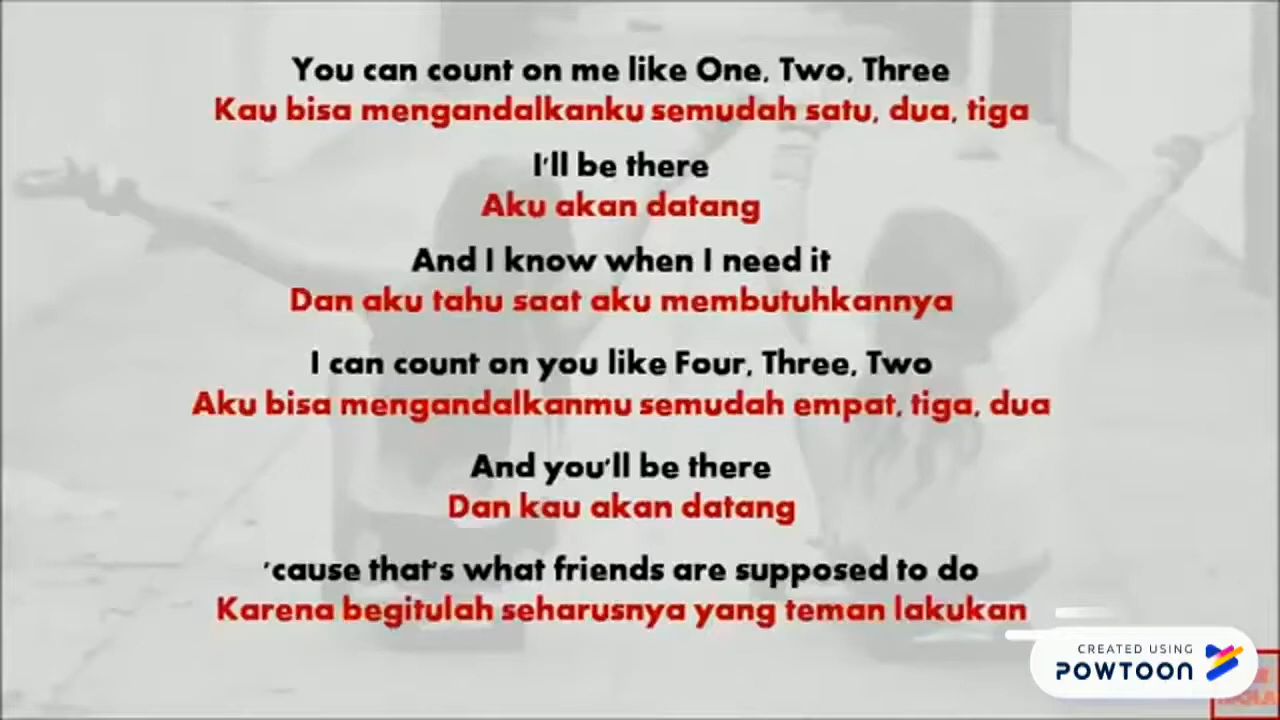 You can count on me like One, Two, Three
Kau bisa mengandalkanku semudah satu, dua, tiga
I'll be there
Aku akan datang
And I know when I need it
Dan aku tahu saat aku membutuhkannya
I can count on you like Four, Three, Two
Aku bisa mengandalkanmu semudah empat, tiga, dua
And you'll be there
Dan kau akan datang
'cause that's what friends are supposed to do
Karena begitulah seharusnya yang teman lakukan
CREATED USING
POWTOON